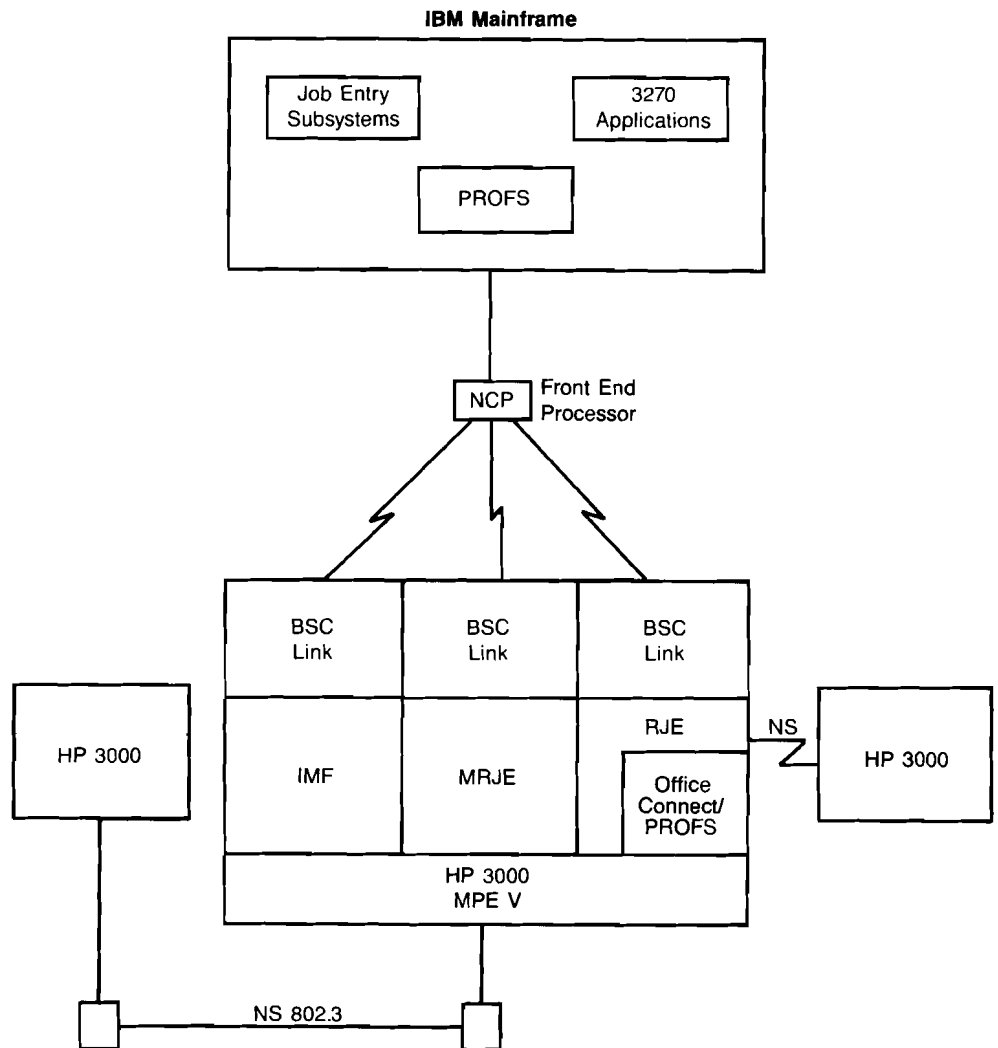 IBM Mainframe
Job Entry
Subsystems
3270
Applications
PROFS
NCP
Front End
Processor
BSC
Link
BSC
Link
BSC
Link
HP 3000
IMF
MRJE
RJE
Office
Connect/
PROFS
NS
HP 3000
HP 3000
MPE V
NS 802.3